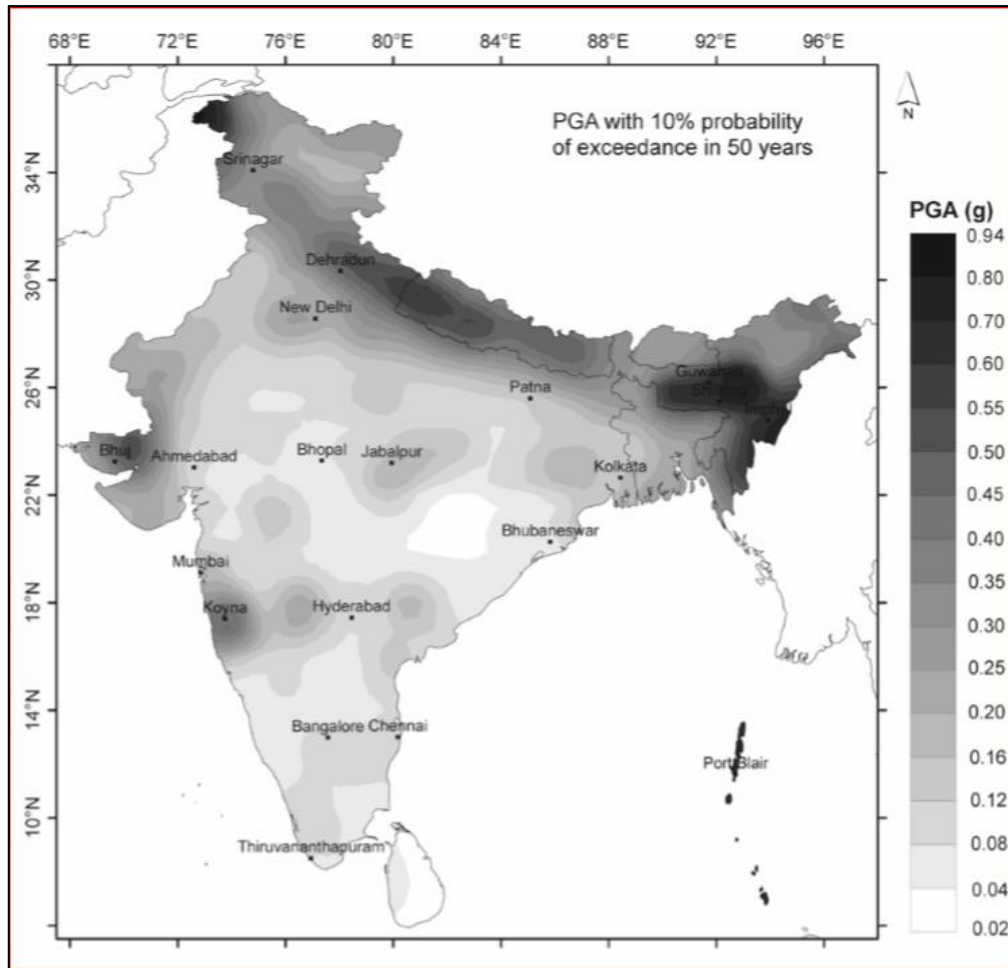 68°E 72°E 76°E 80°E 84°E 88°E 92°E 96°E
PGA with 10% probability
of exceedance in 50 years
N
34°N
30°N
26°N
22°N
18°N
14°N
10°N
Srinagar
Dehradun
New Delhi
Guwahati
Patna
Imphal
Bhuj
Ahmedabad
Bhopal
Jabalpur
Kolkata
Bhubaneswar
Mumbai
Koyna
Hyderabad
Bangalore Chennai
Port Blair
Thiruvananthapuram
PGA (g)
0.94
0.80
0.70
0.60
0.55
0.50
0.45
0.40
0.35
0.30
0.25
0.20
0.16
0.12
0.08
0.04
0.02